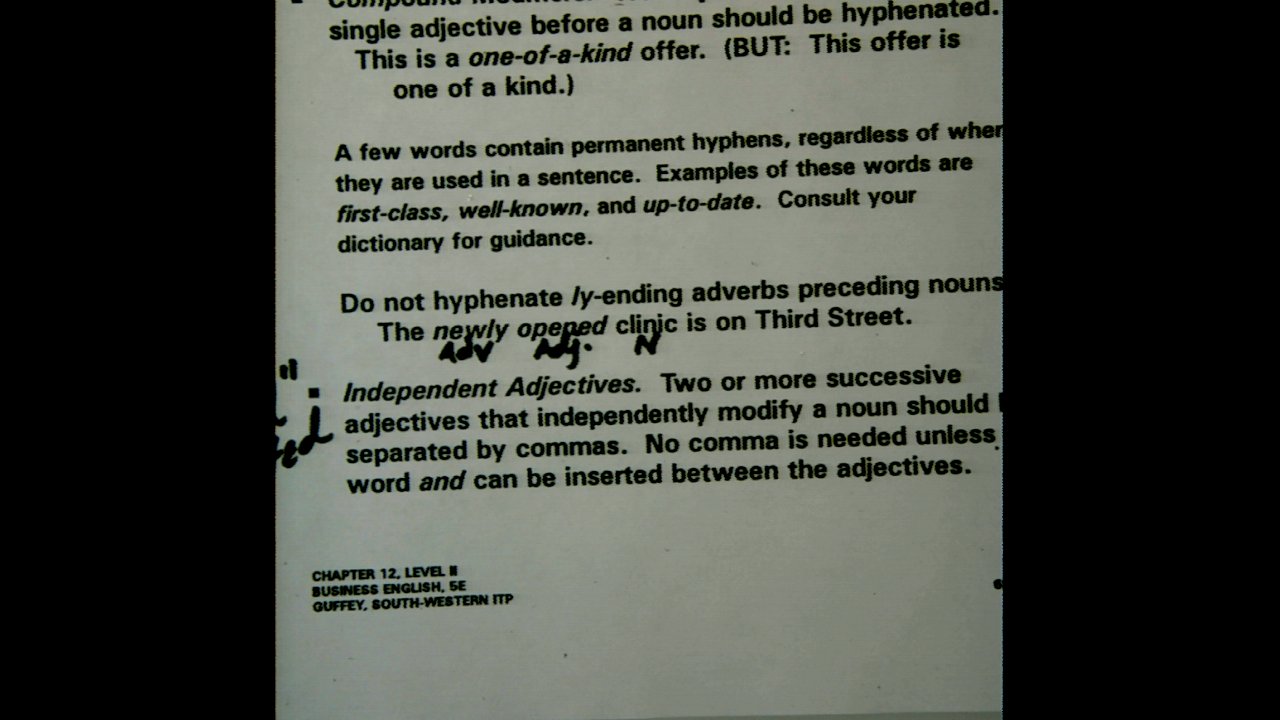 single adjective before a noun should be hyphenated.
This is a one-of-a-kind offer. (BUT: This offer is
one of a kind.)
A few words contain permanent hyphens, regardless of wher
they are used in a sentence. Examples of these words are
first-class, well-known, and up-to-date. Consult your
dictionary for guidance.
Do not hyphenate ly-ending adverbs preceding nouns
The newly opened clinic is on Third Street.
Adv Adj. N
Independent Adjectives. Two or more successive
adjectives that independently modify a noun should
separated by commas. No comma is needed unless
word and can be inserted between the adjectives.
CHAPTER 12, LEVEL II
BUSINESS ENGLISH, 5E
GUFFEY, SOUTH-WESTERN ITP